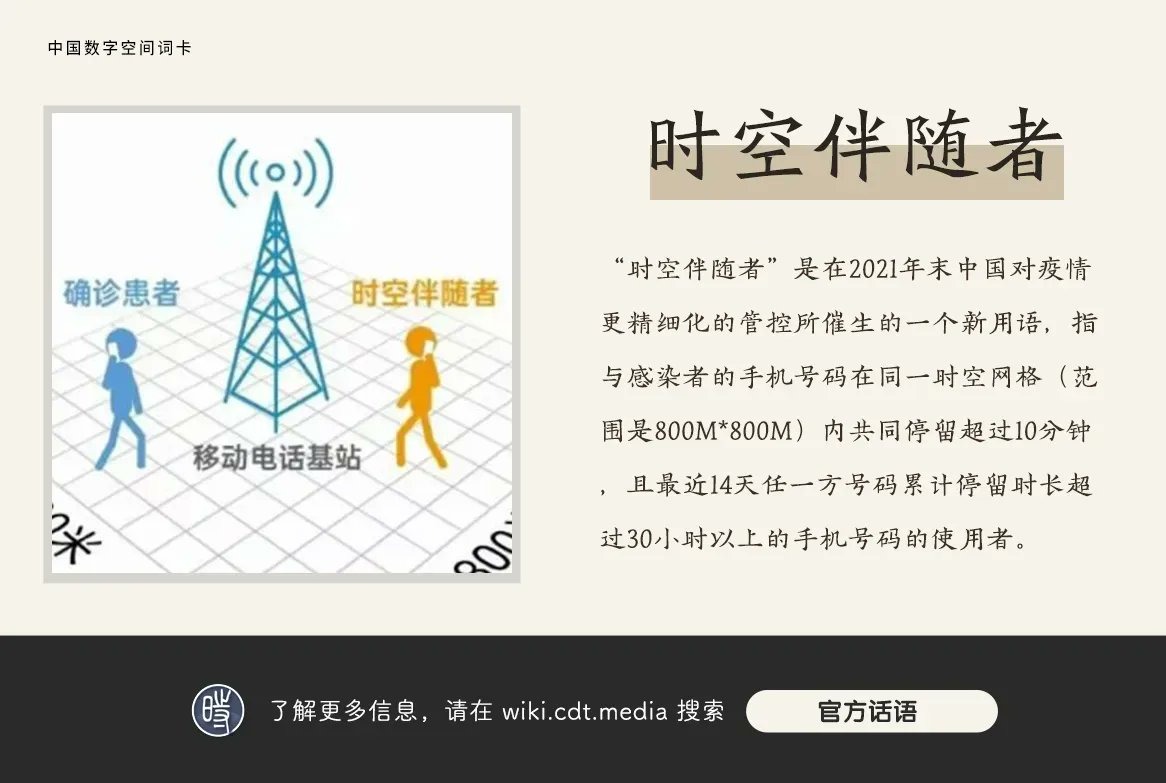 中国数字空间词卡
时空伴随者
确诊患者
时空伴随者
移动电话基站
米
800
“时空伴随者”是在2021年末中国对疫情
更精细化的管控所催生的一个新用语，指
与感染者的手机号码在同一时空网格（范
围是800M*800M）内共同停留超过10分钟
，且最近14天任一方号码累计停留时长超
过30小时以上的手机号码的使用者。
了解更多信息，请在 wiki.cdt.media 搜索
官方话语